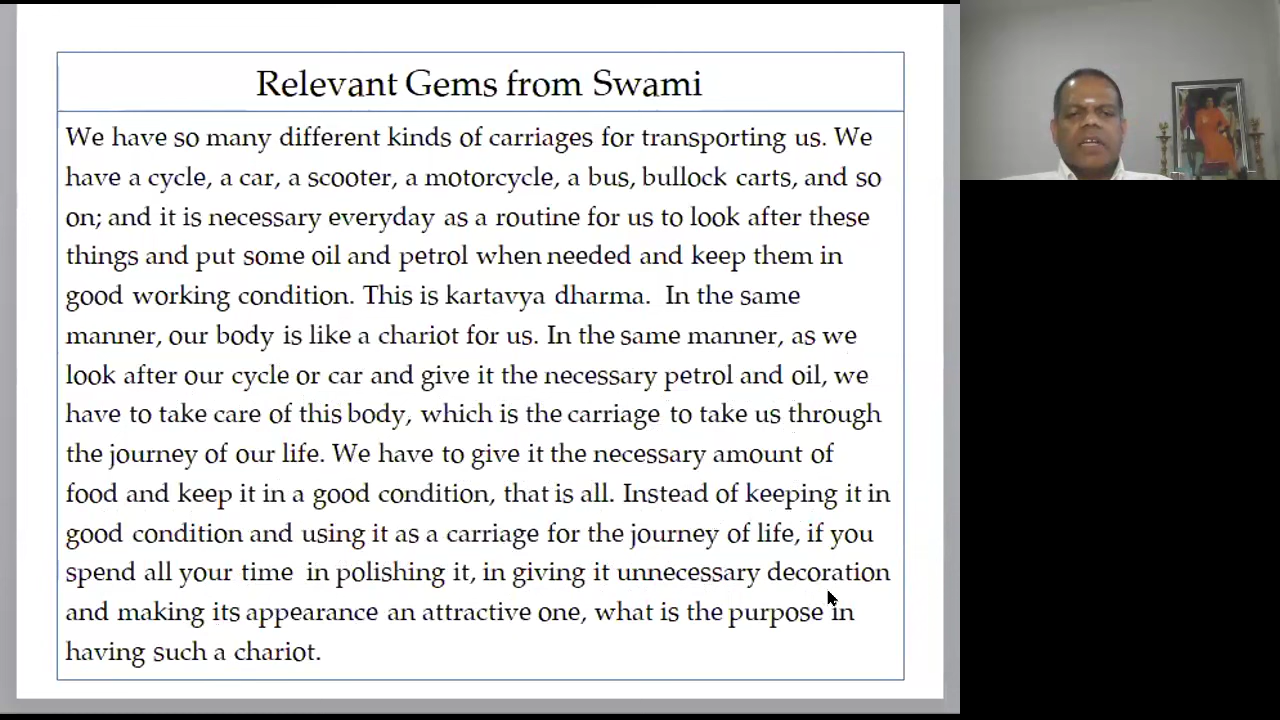 Relevant Gems from Swami
We have so many different kinds of carriages for transporting us. We
have a cycle, a car, a scooter, a motorcycle, a bus, bullock carts, and so
on; and it is necessary everyday as a routine for us to look after these
things and put some oil and petrol when needed and keep them in
good working condition. This is kartavya dharma.  In the same
manner, our body is like a chariot for us. In the same manner, as we
look after our cycle or car and give it the necessary petrol and oil, we
have to take care of this body, which is the carriage to take us through
the journey of our life. We have to give it the necessary amount of
food and keep it in a good condition, that is all. Instead of keeping it in
good condition and using it as a carriage for the journey of life, if you
spend all your time  in polishing it, in giving it unnecessary decoration
and making its appearance an attractive one, what is the purpose in
having such a chariot.